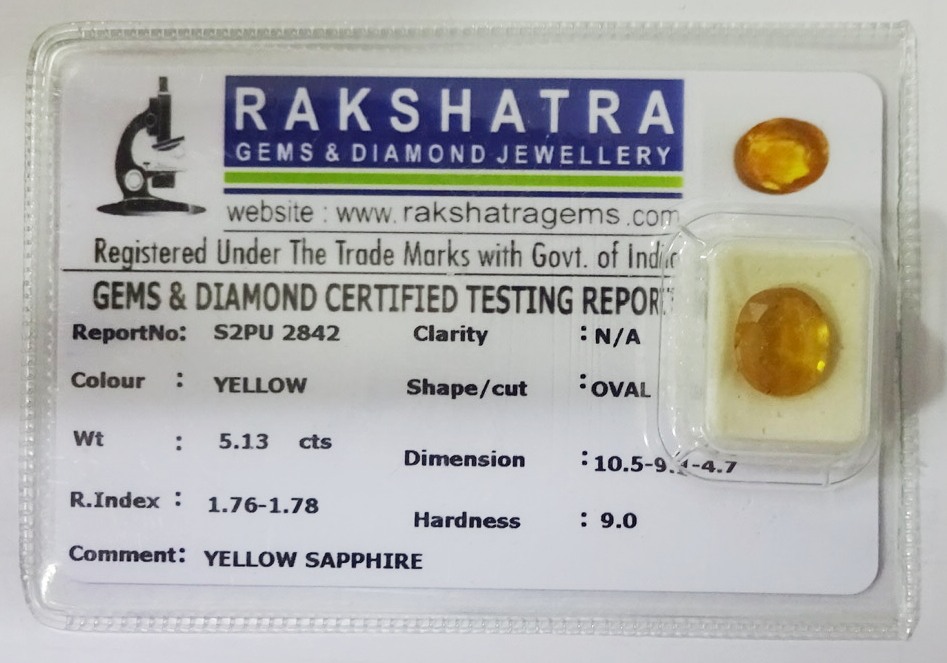 RAKSHATRA
GEMS & DIAMOND JEWELLERY
website : www. rakshatragems .com
Registered Under The Trade Marks with Govt. of
GEMS & DIAMOND CERTIFIED TESTING REPORT
ReportNo: S2PU 2842 Clarity : N/A
Colour : YELLOW Shape/cut : OVAL
Wt : 5.13 cts Dimension :
R.Index : 1.76-1.78 Hardness : 9.0
Comment: YELLOW SAPPHIRE